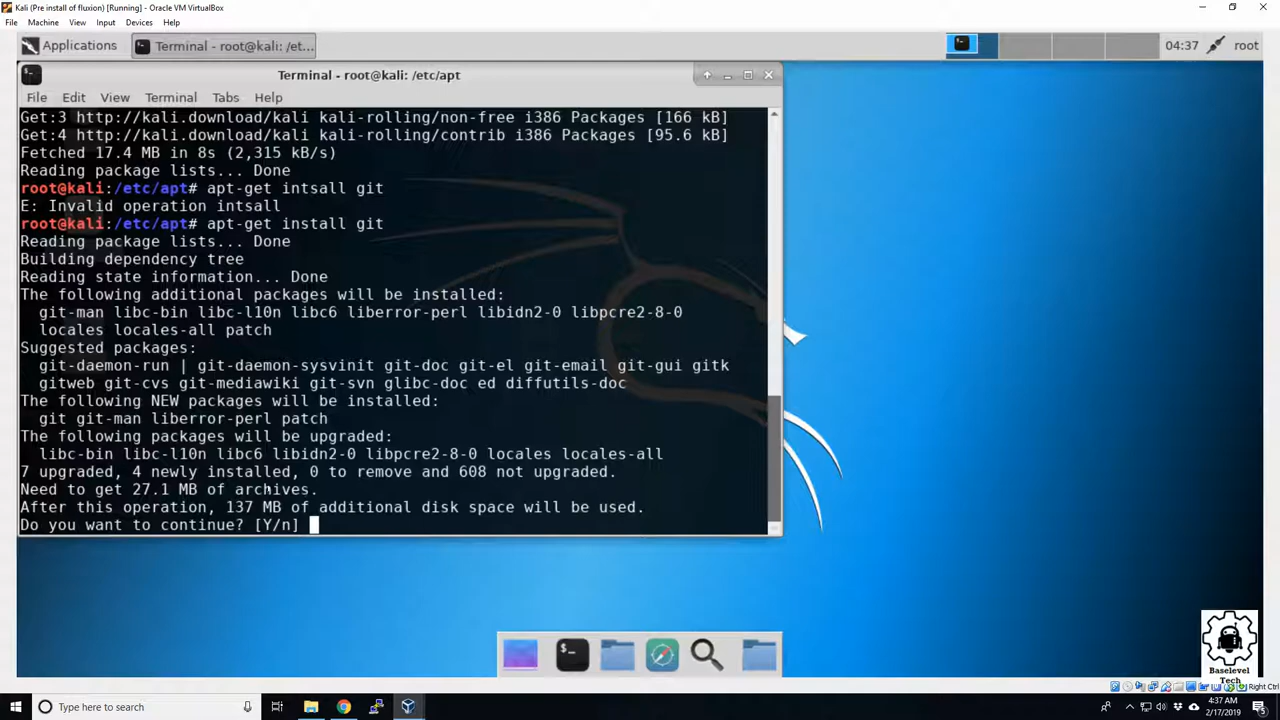 Kali (Pre install of fluxion) [Running] - Oracle VM VirtualBox
File Machine View Input Devices Help
Applications Terminal - root@kali: /et... 04:37 root
Terminal - root@kali: /etc/apt
File Edit View Terminal Tabs Help
Get:3 http://kali.download/kali kali-rolling/non-free i386 Packages [166 kB]
Get:4 http://kali.download/kali kali-rolling/contrib i386 Packages [95.6 kB]
Fetched 17.4 MB in 8s (2,315 kB/s)
Reading package lists... Done
root@kali:/etc/apt# apt-get intsall git
E: Invalid operation intsall
root@kali:/etc/apt# apt-get install git
Reading package lists... Done
Building dependency tree
Reading state information... Done
The following additional packages will be installed:
git-man libc-bin libc-l10n libc6 liberror-perl libidn2-0 libpcre2-8-0
locales locales-all patch
Suggested packages:
git-daemon-run | git-daemon-sysvinit git-doc git-el git-email git-gui gitk
gitweb git-cvs git-mediawiki git-svn glibc-doc ed diffutils-doc
The following NEW packages will be installed:
git git-man liberror-perl patch
The following packages will be upgraded:
libc-bin libc-l10n libc6 libidn2-0 libpcre2-8-0 locales locales-all
7 upgraded, 4 newly installed, 0 to remove and 608 not upgraded.
Need to get 27.1 MB of archives.
After this operation, 137 MB of additional disk space will be used.
Do you want to continue? [Y/n]
Baselevel
Tech
Right Ctrl
Type here to search
4:37 AM
2/17/2019